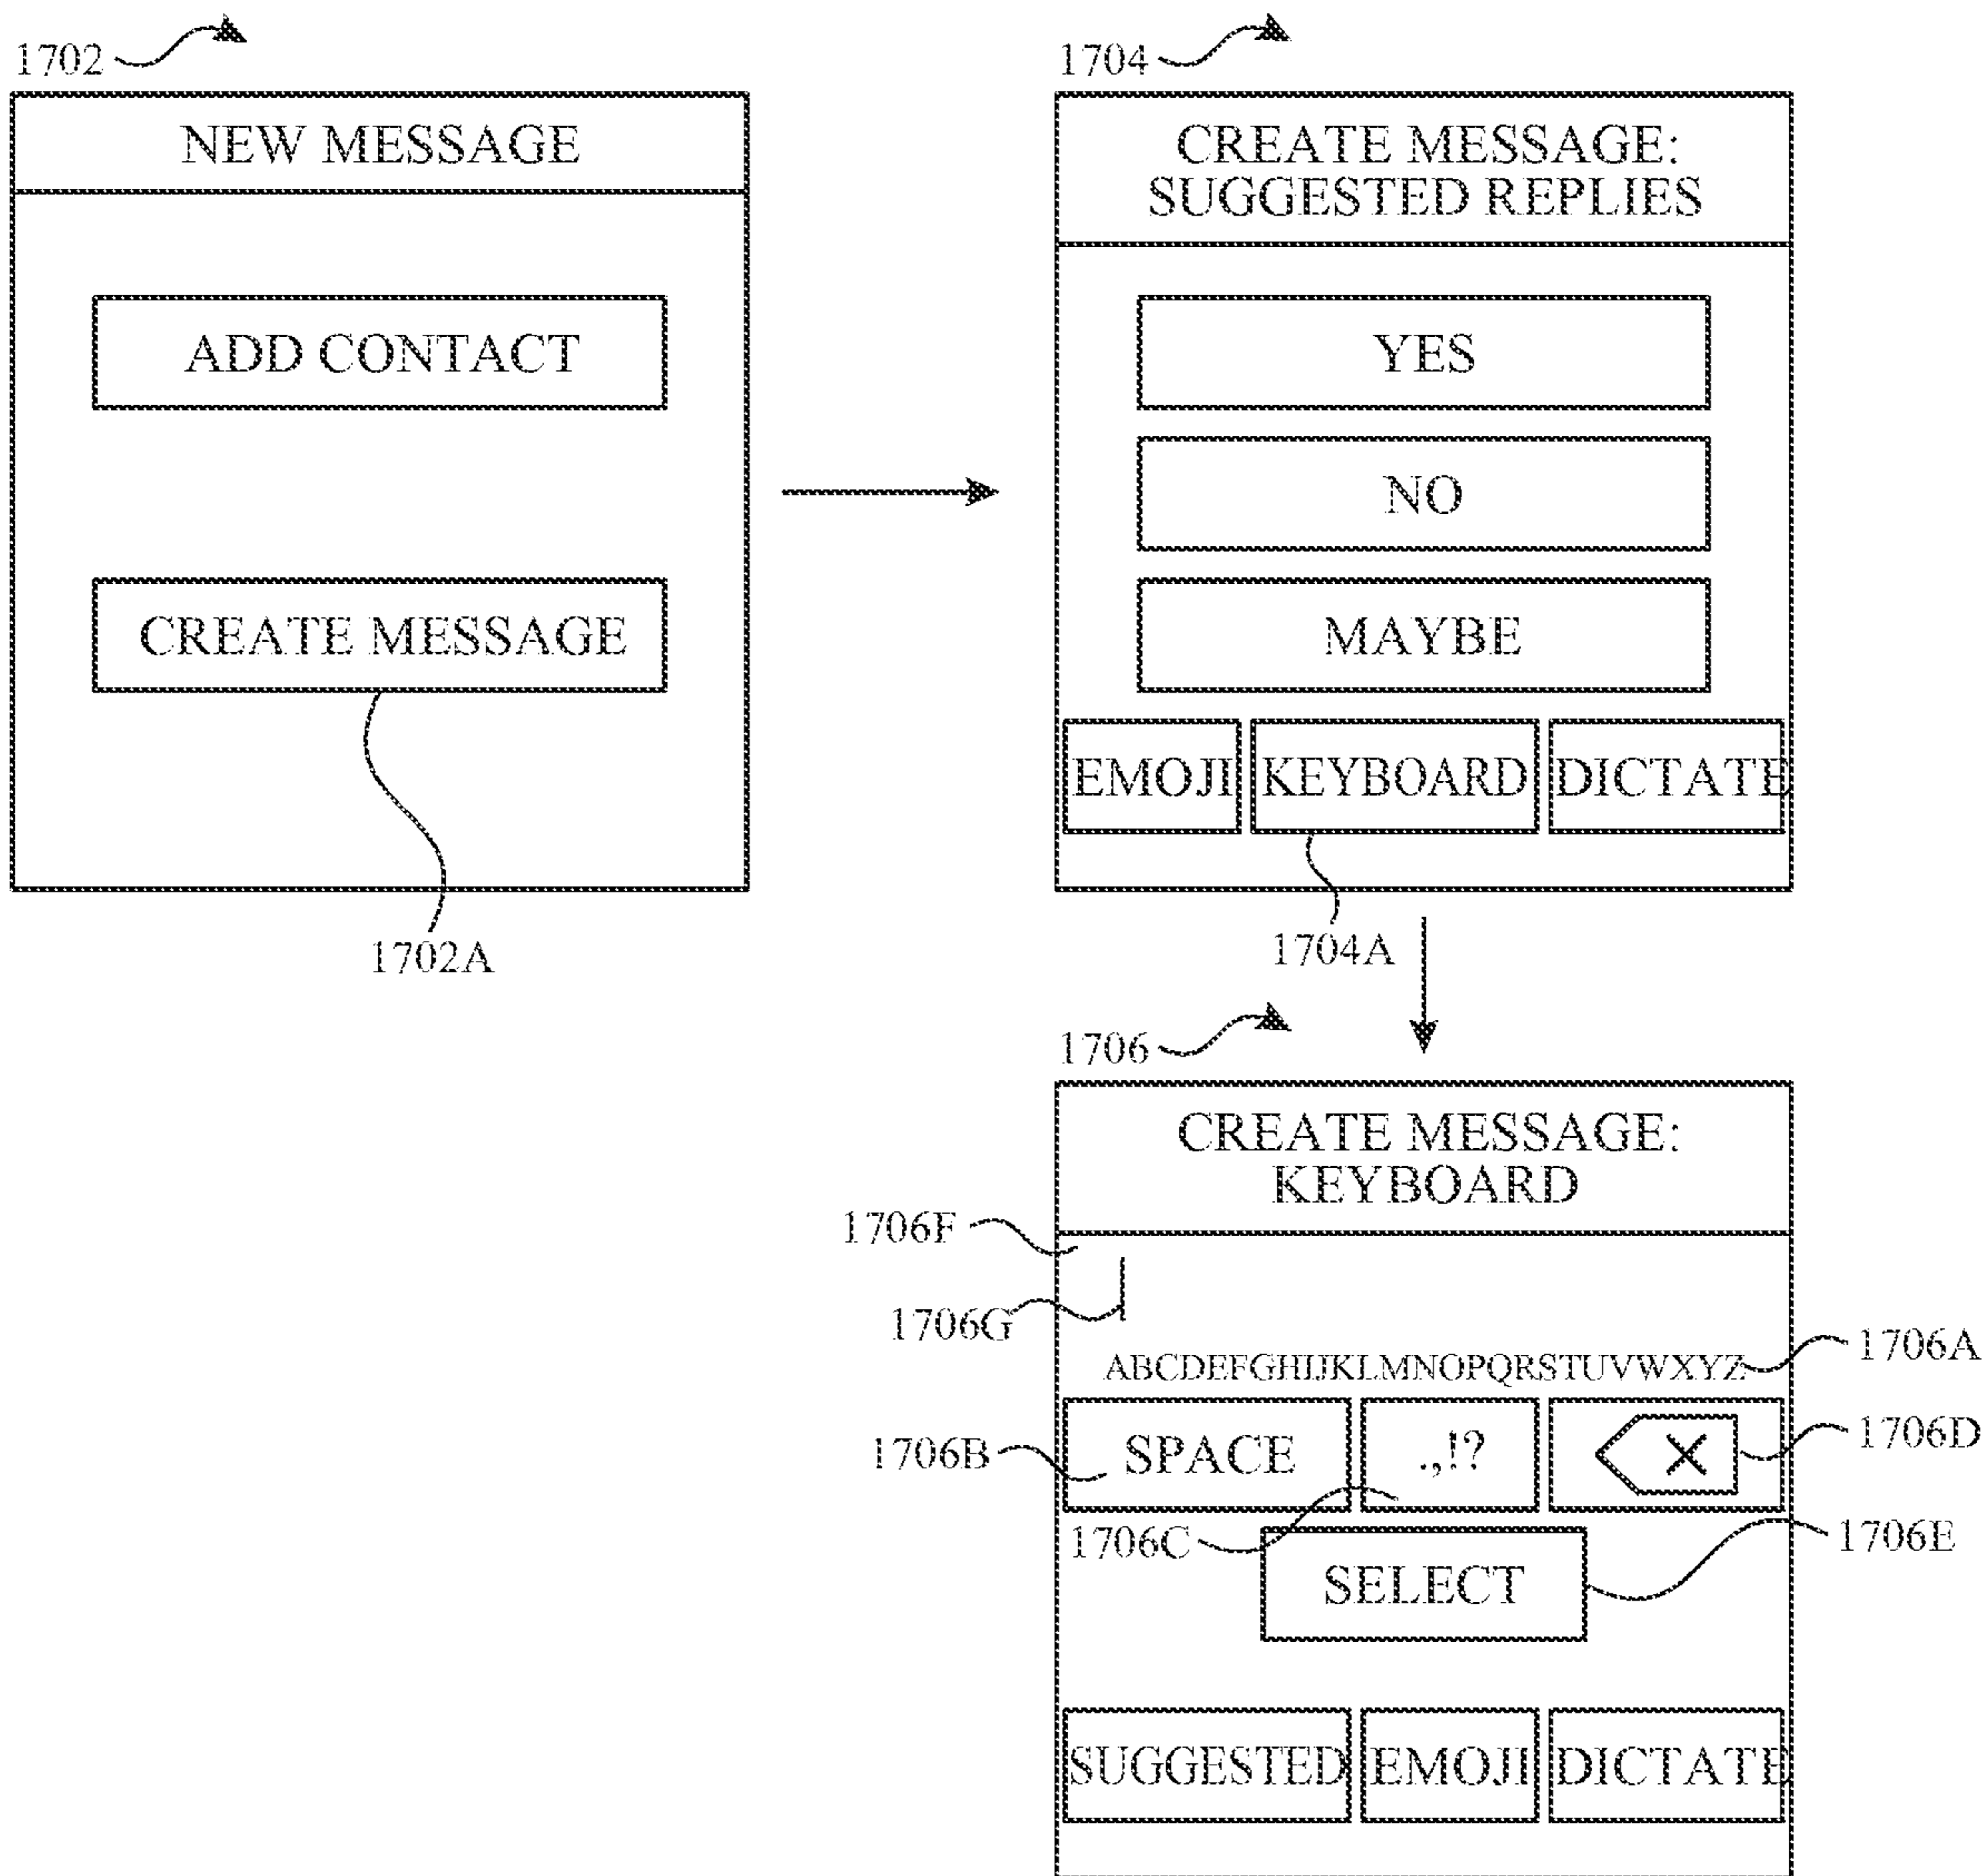 1702
NEW MESSAGE
ADD CONTACT
CREATE MESSAGE
1702A
1704
CREATE MESSAGE:
SUGGESTED REPLIES
YES
NO
MAYBE
EMOJI KEYBOARD DICTATE
1704A
1706
CREATE MESSAGE:
KEYBOARD
1706F
1706G
ABCDEFGHIJKLMNOPQRSTUVWXYZ
1706A
SPACE .,!? X
1706B
1706D
1706C
1706E
SELECT
SUGGESTED EMOJI DICTATE